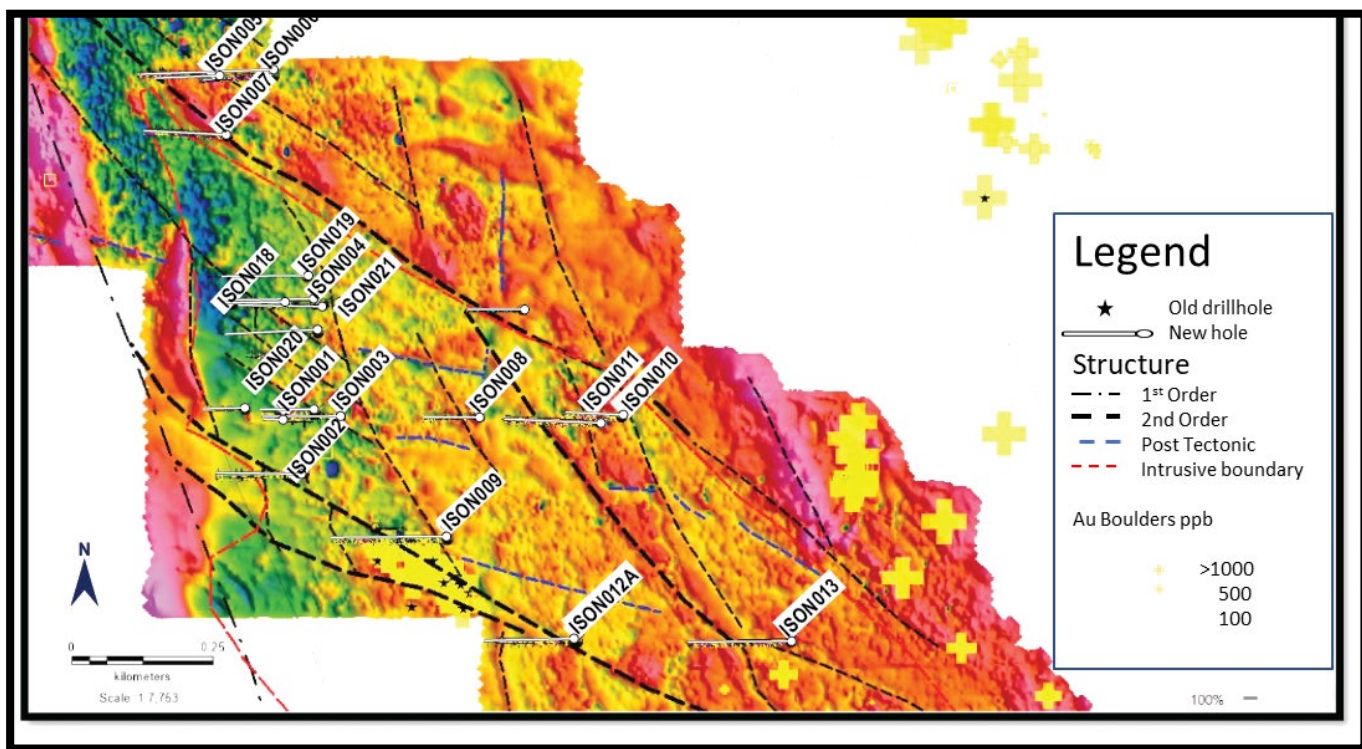 ISON005
ISON006
ISON007
ISON019
ISON004
ISON018
ISON021
ISON020
ISON001
ISON003
ISON008
ISON011
ISON010
ISON002
ISON009
ISON012A
ISON013
N
0 0.25
kilometers
Scale: 1:7,753
100%
Legend
Old drillhole
New hole
Structure
1st Order
2nd Order
Post Tectonic
Intrusive boundary
Au Boulders ppb
>1000
500
100